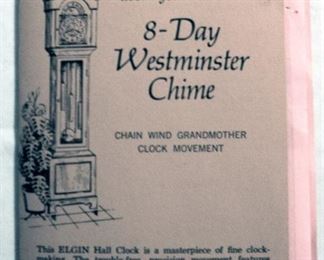 8-Day
Westminster
Chime
CHAIN WIND GRANDMOTHER
CLOCK MOVEMENT
This ELGIN Hall Clock is a masterpiece of fine clock-
making. The trouble-free, precision movement features